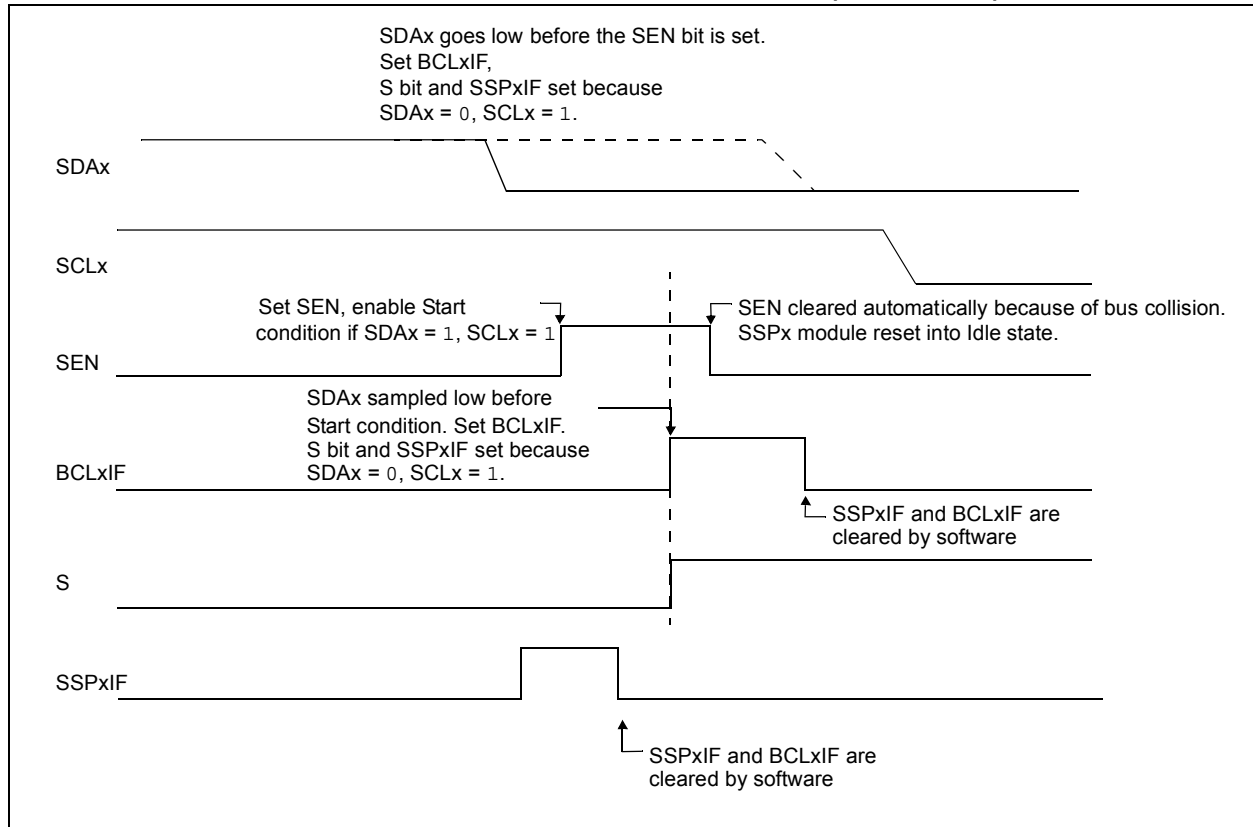 SDAx goes low before the SEN bit is set.
Set BCLxIF,
S bit and SSPxIF set because
SDAx = 0, SCLx = 1.
SDAx
SCLx
Set SEN, enable Start
condition if SDAx = 1, SCLx = 1
SEN cleared automatically because of bus collision.
SSPx module reset into Idle state.
SEN
SDAx sampled low before
Start condition. Set BCLxIF.
S bit and SSPxIF set because
SDAx = 0, SCLx = 1.
BCLxIF
SSPxIF and BCLxIF are
cleared by software
S
SSPxIF
SSPxIF and BCLxIF are
cleared by software